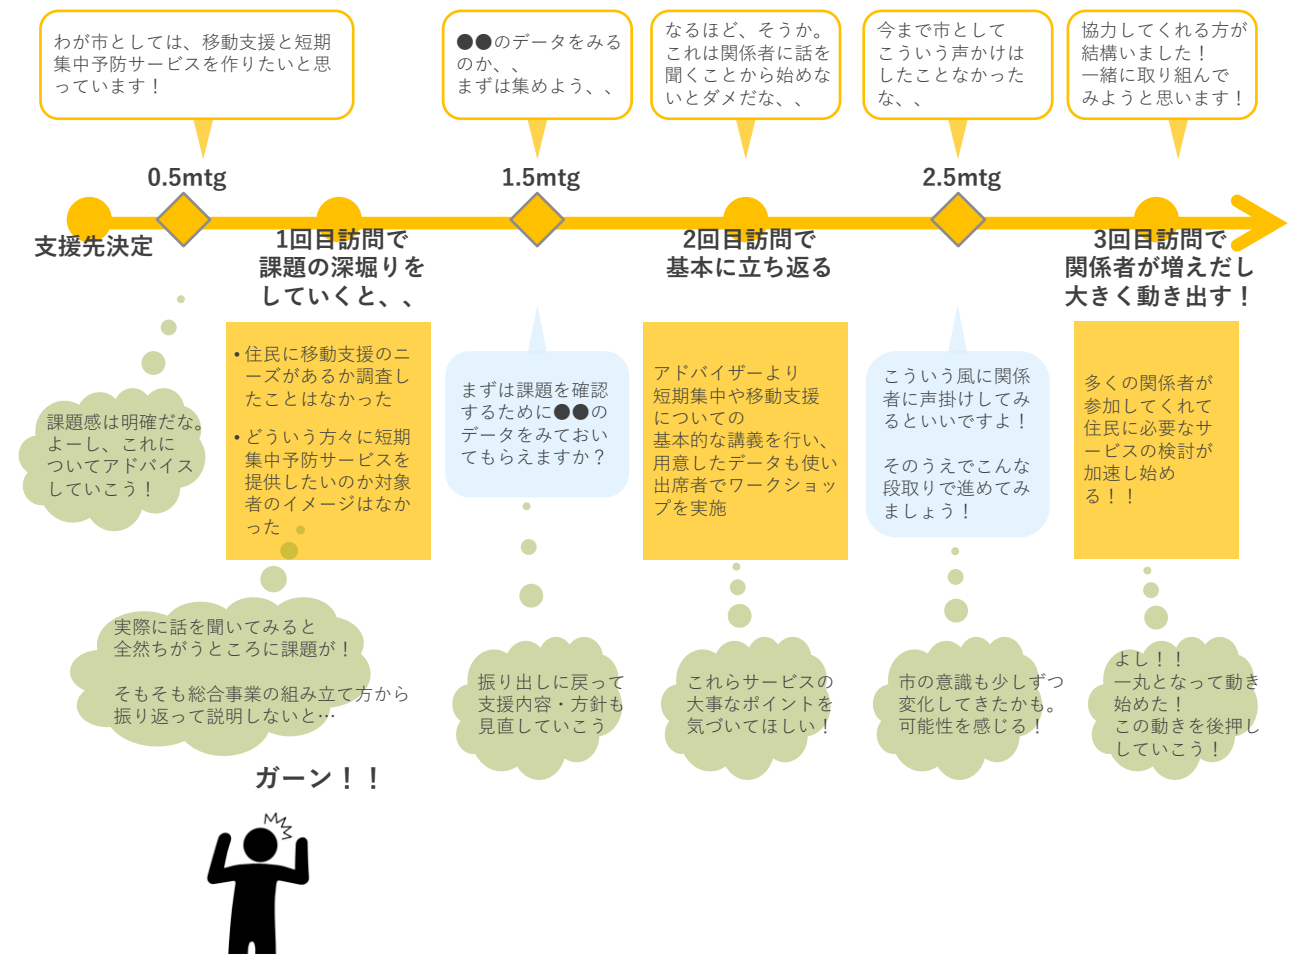 わが市としては、移動支援と短期
集中予防サービスを作りたいと思
っています！
●●のデータをみる
のか、、
まずは集めよう、、
なるほど、そうか。
これは関係者に話を
聞くことから始めな
いとダメだな、、
今まで市として
こういう声かけは
したことなかった
な、、
協力してくれる方が
結構いました！
一緒に取り組んで
みようと思います！
0.5mtg
1.5mtg
2.5mtg
支援先決定
1回目訪問で
課題の深堀りを
していくと、、
2回目訪問で
基本に立ち返る
3回目訪問で
関係者が増えだし
大きく動き出す！
課題感は明確だな。
よーし、これに
ついてアドバイス
していこう！
•住民に移動支援のニ
ーズがあるか調査し
たことはなかった
•どういう方々に短期
集中予防サービスを
提供したいのか対象
者のイメージはなか
った
まずは課題を確認
するために●●の
データをみておい
てもらえますか？
アドバイザーより
短期集中や移動支援
についての
基本的な講義を行い、
用意したデータも使い
出席者でワークショッ
プを実施
こういう風に関係
者に声掛けしてみ
るといいですよ！
そのうえでこんな
段取りで進めてみ
ましょう！
多くの関係者が
参加してくれて
住民に必要なサ
ービスの検討が
加速し始め
る！！
実際に話を聞いてみると
全然ちがうところに課題が！
そもそも総合事業の組み立て方から
振り返って説明しないと…
振り出しに戻って
支援内容・方針も
見直していこう
これらサービスの
大事なポイントを
気づいてほしい！
市の意識も少しずつ
変化してきたかも。
可能性を感じる！
よし！！
一丸となって動き
始めた！
この動きを後押し
していこう！
ガーン！！